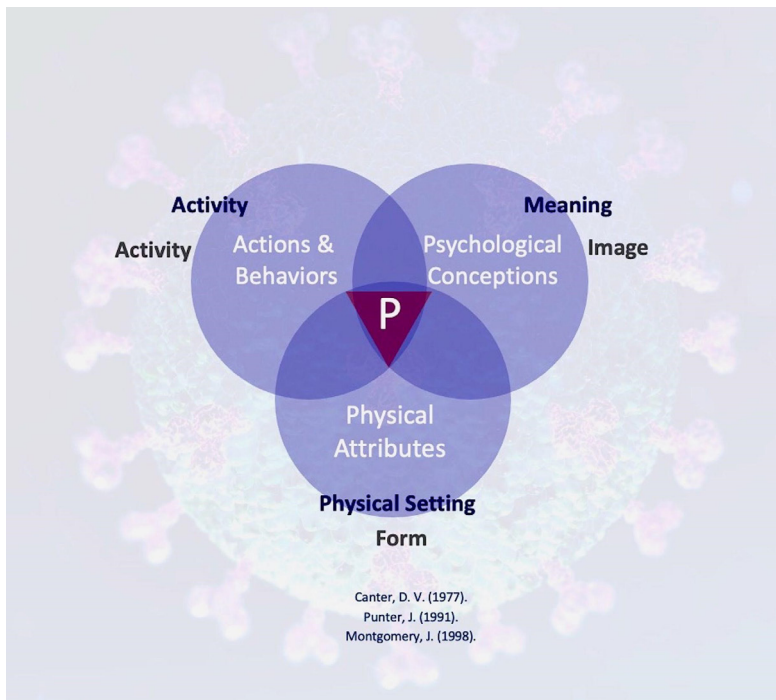 Activity
Meaning
Activity
Actions &
Behaviors
Psychological
Conceptions
Image
P
Physical
Attributes
Physical Setting
Form
Canter, D. V. (1977).
Punter, J. (1991).
Montgomery, J. (1998).